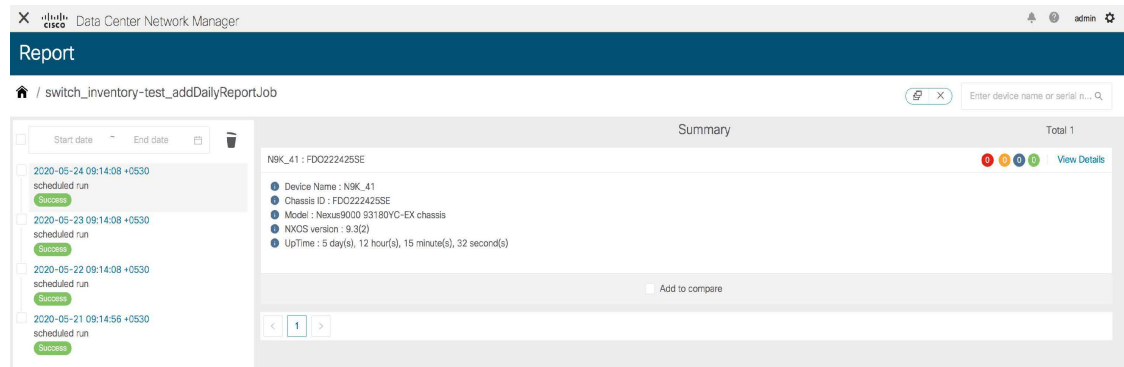 CISCO Data Center Network Manager
admin
Report
/ switch_inventory-test_addDailyReportJob
Enter device name or serial n...
Start date ~ End date
Summary
Total 1
2020-05-24 09:14:08 +0530
scheduled run
Success
2020-05-23 09:14:08 +0530
scheduled run
Success
2020-05-22 09:14:08 +0530
scheduled run
Success
2020-05-21 09:14:56 +0530
scheduled run
Success
N9K_41 : FDO222425SE
0 0 0 0 View Details
Device Name : N9K_41
Chassis ID : FDO222425SE
Model : Nexus9000 93180YC-EX chassis
NXOS version : 9.3(2)
UpTime : 5 day(s), 12 hour(s), 15 minute(s), 32 second(s)
Add to compare
< 1 >